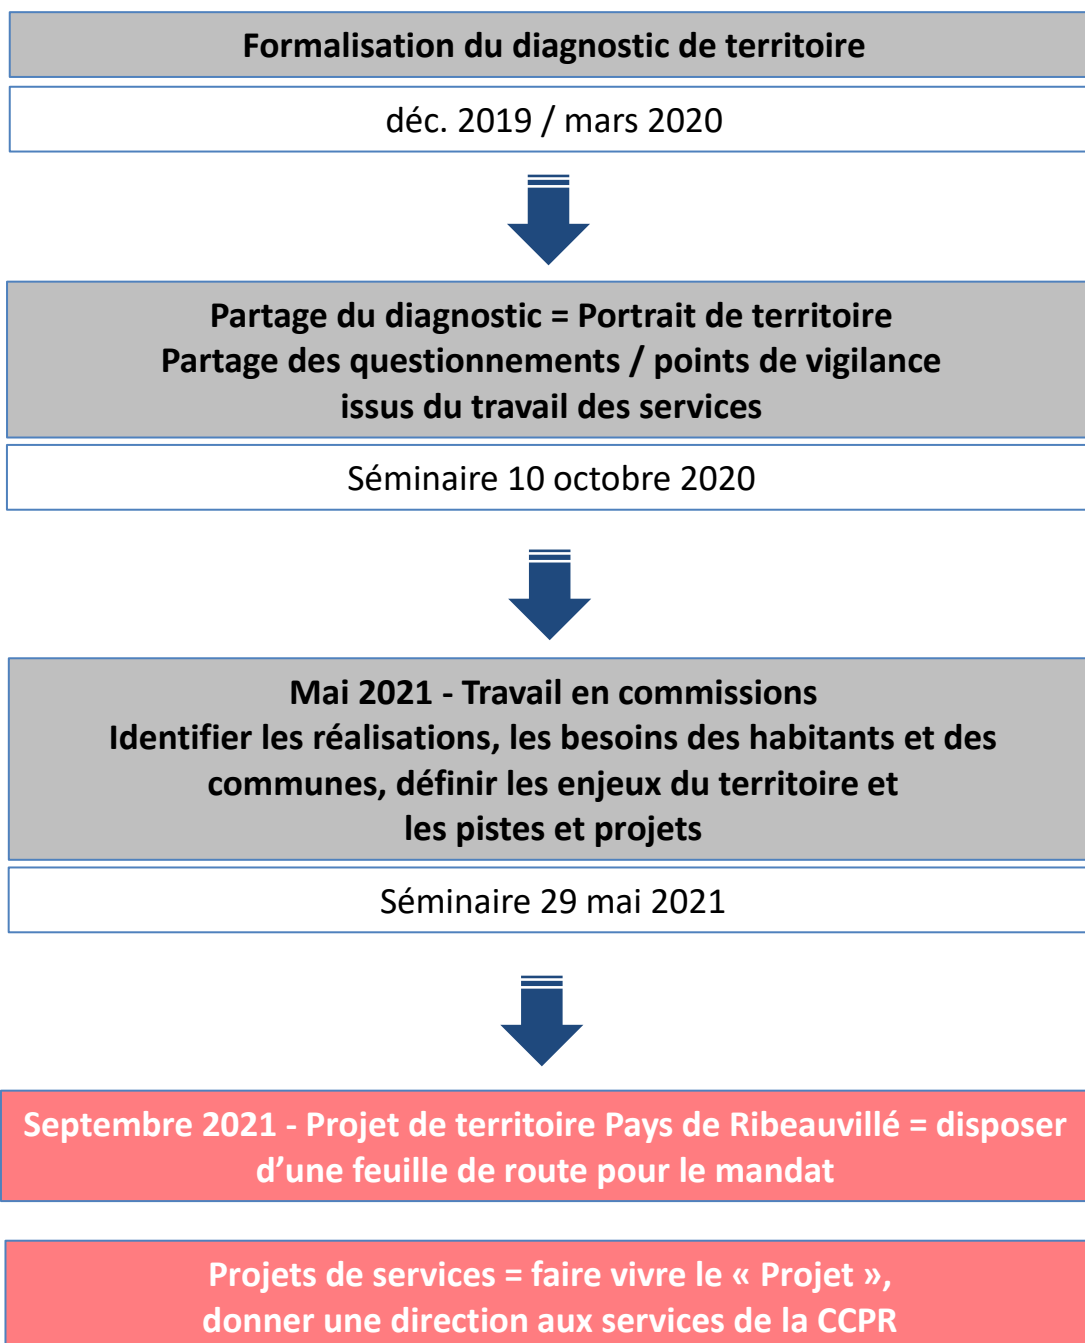 Formalisation du diagnostic de territoire
déc. 2019 / mars 2020
Partage du diagnostic = Portrait de territoire
Partage des questionnements / points de vigilance
issus du travail des services
Séminaire 10 octobre 2020
Mai 2021 - Travail en commissions
Identifier les réalisations, les besoins des habitants et des
communes, définir les enjeux du territoire et
les pistes et projets
Séminaire 29 mai 2021
Septembre 2021 - Projet de territoire Pays de Ribeauvillé = disposer
d’une feuille de route pour le mandat
Projets de services = faire vivre le « Projet »,
donner une direction aux services de la CCPR